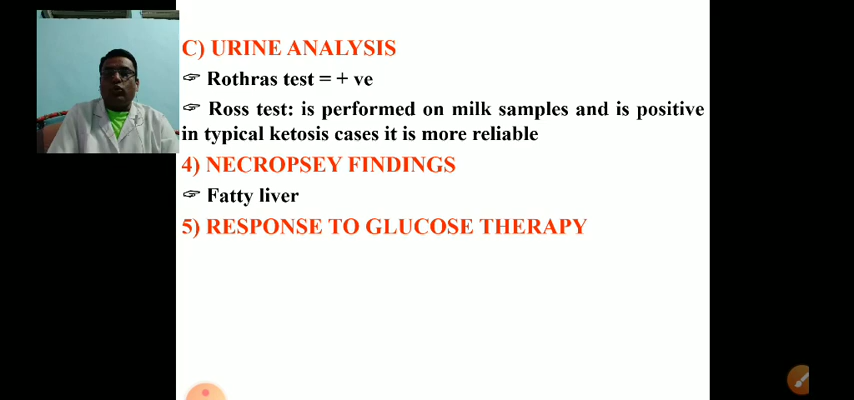 C) URINE ANALYSIS
☞ Rothras test = + ve
☞ Ross test: is performed on milk samples and is positive
in typical ketosis cases it is more reliable
4) NECROPSEY FINDINGS
☞ Fatty liver
5) RESPONSE TO GLUCOSE THERAPY